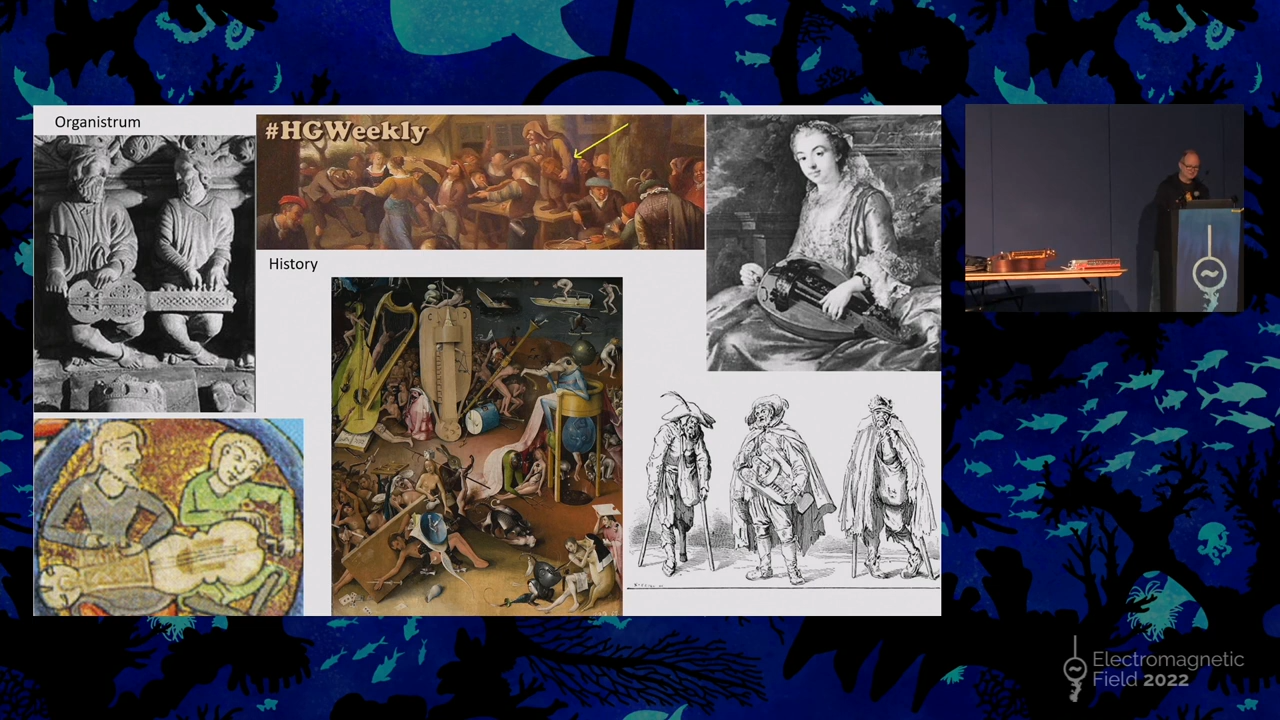 Organistrum
#HGWeekly
History
Electromagnetic
Field 2022